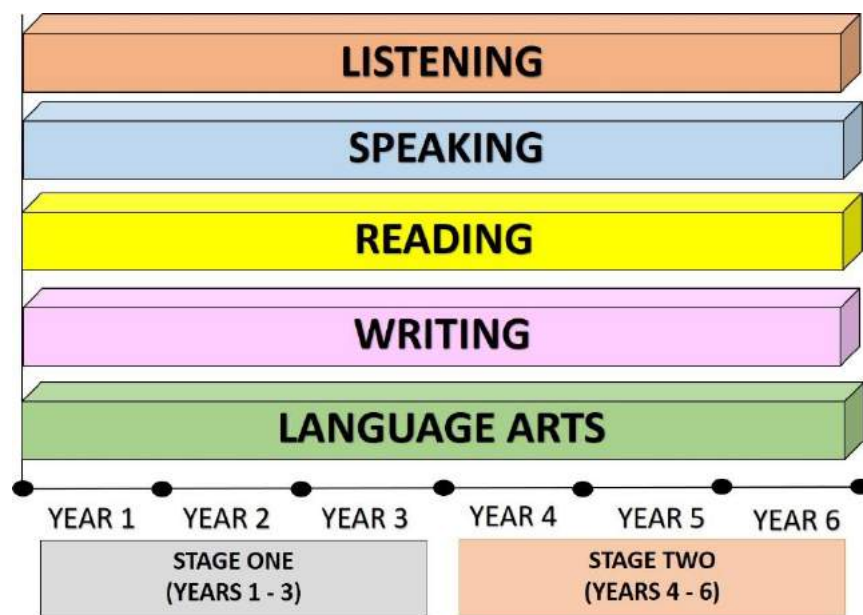 LISTENING
SPEAKING
READING
WRITING
LANGUAGE ARTS
YEAR 1 YEAR 2 YEAR 3 YEAR 4 YEAR 5 YEAR 6
STAGE ONE
(YEARS 1 - 3)
STAGE TWO
(YEARS 4 - 6)